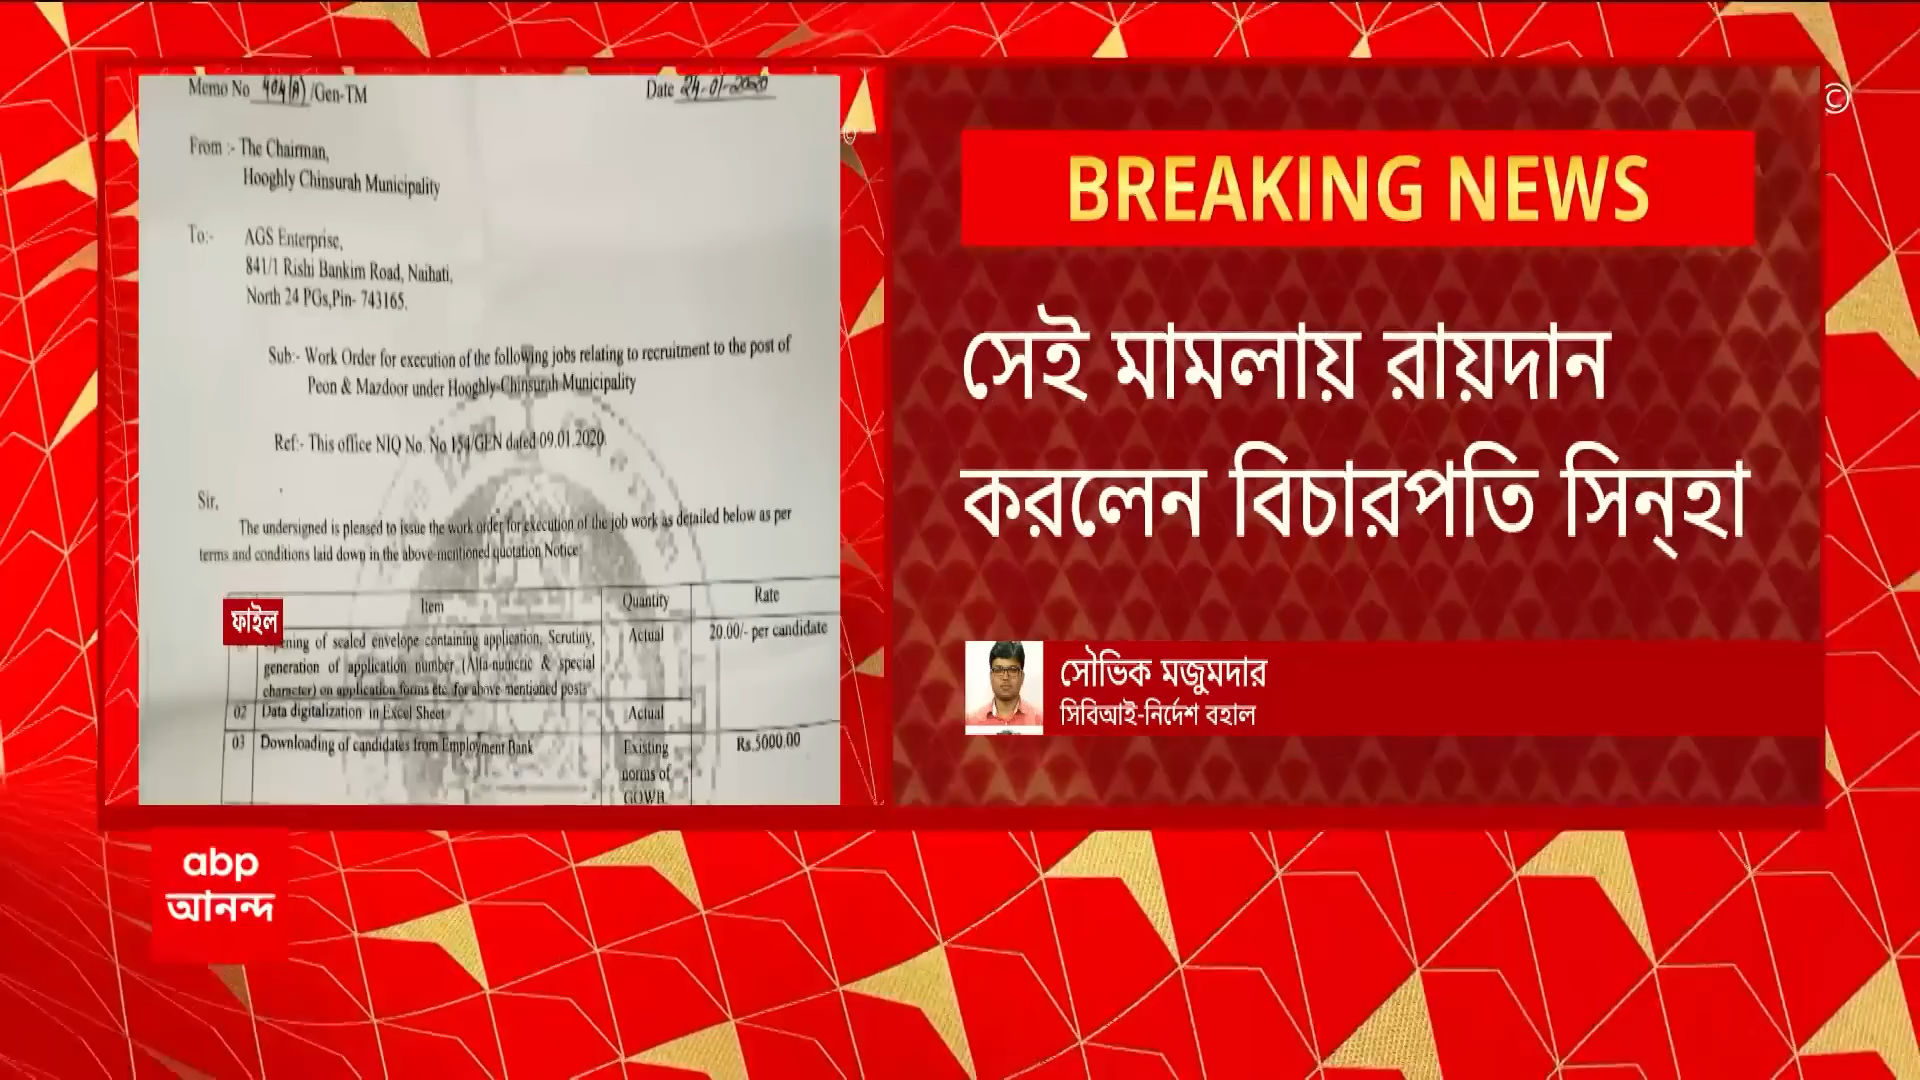 Memo No 404(A)/Gen-TM
Date 24-01-2020
From :- The Chairman,
Hooghly Chinsurah Municipality
To:- AGS Enterprise,
841/1 Rishi Bankim Road, Naihati,
North 24 PGs,Pin- 743165.
Sub:- Work Order for execution of the following jobs relating to recruitment to the post of
Peon & Mazdoor under Hooghly-Chinsurah Municipality
Ref:- This office NIQ No. No 154/GEN dated 09.01.2020.
Sir,
The undersigned is pleased to issue the work order for execution of the job work as detailed below as per
terms and conditions laid down in the above-mentioned quotation Notice
Item Quantity Rate
ফাইল
ening of sealed envelope containing application, Scrutiny, Actual 20.00/- per candidate
generation of application number (Alfa-numeric & special
character) on application forms etc. for above mentioned posts
02 Data digitalization in Excel Sheet Actual
03 Downloading of candidates from Employment Bank Existing Rs.5000.00
norms of
GOWB
BREAKING NEWS
সেই মামলায় রায়দান
করলেন বিচারপতি সিন্‌হা
সৌভিক মজুমদার
সিবিআই-নির্দেশ বহাল
©
©
abp
আনন্দ